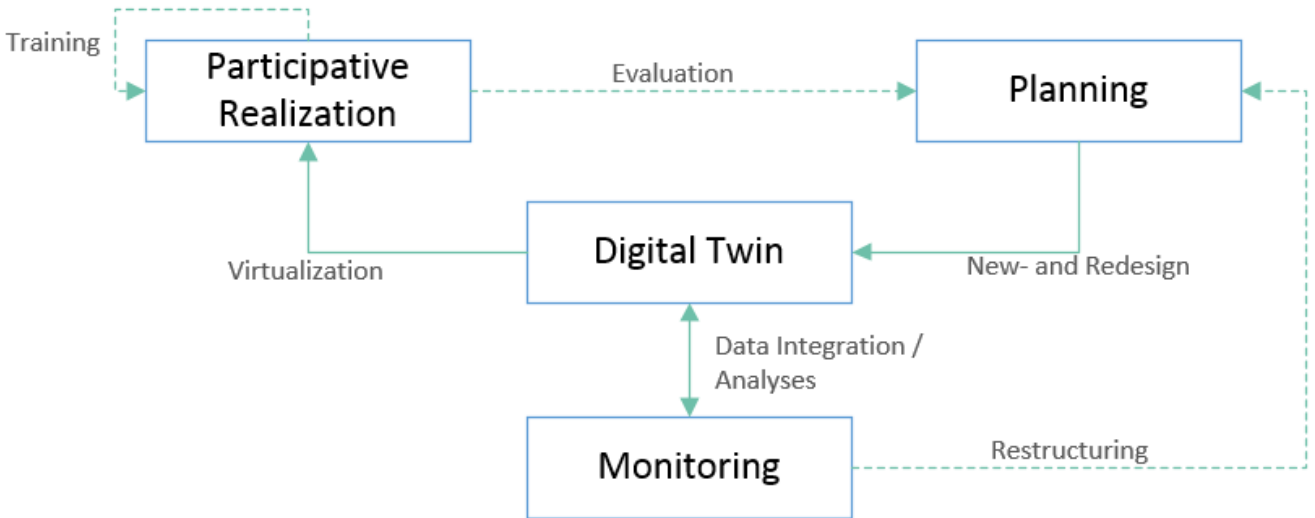 Training
Participative
Realization
Evaluation
Planning
Digital Twin
Virtualization
New- and Redesign
Data Integration /
Analyses
Monitoring
Restructuring